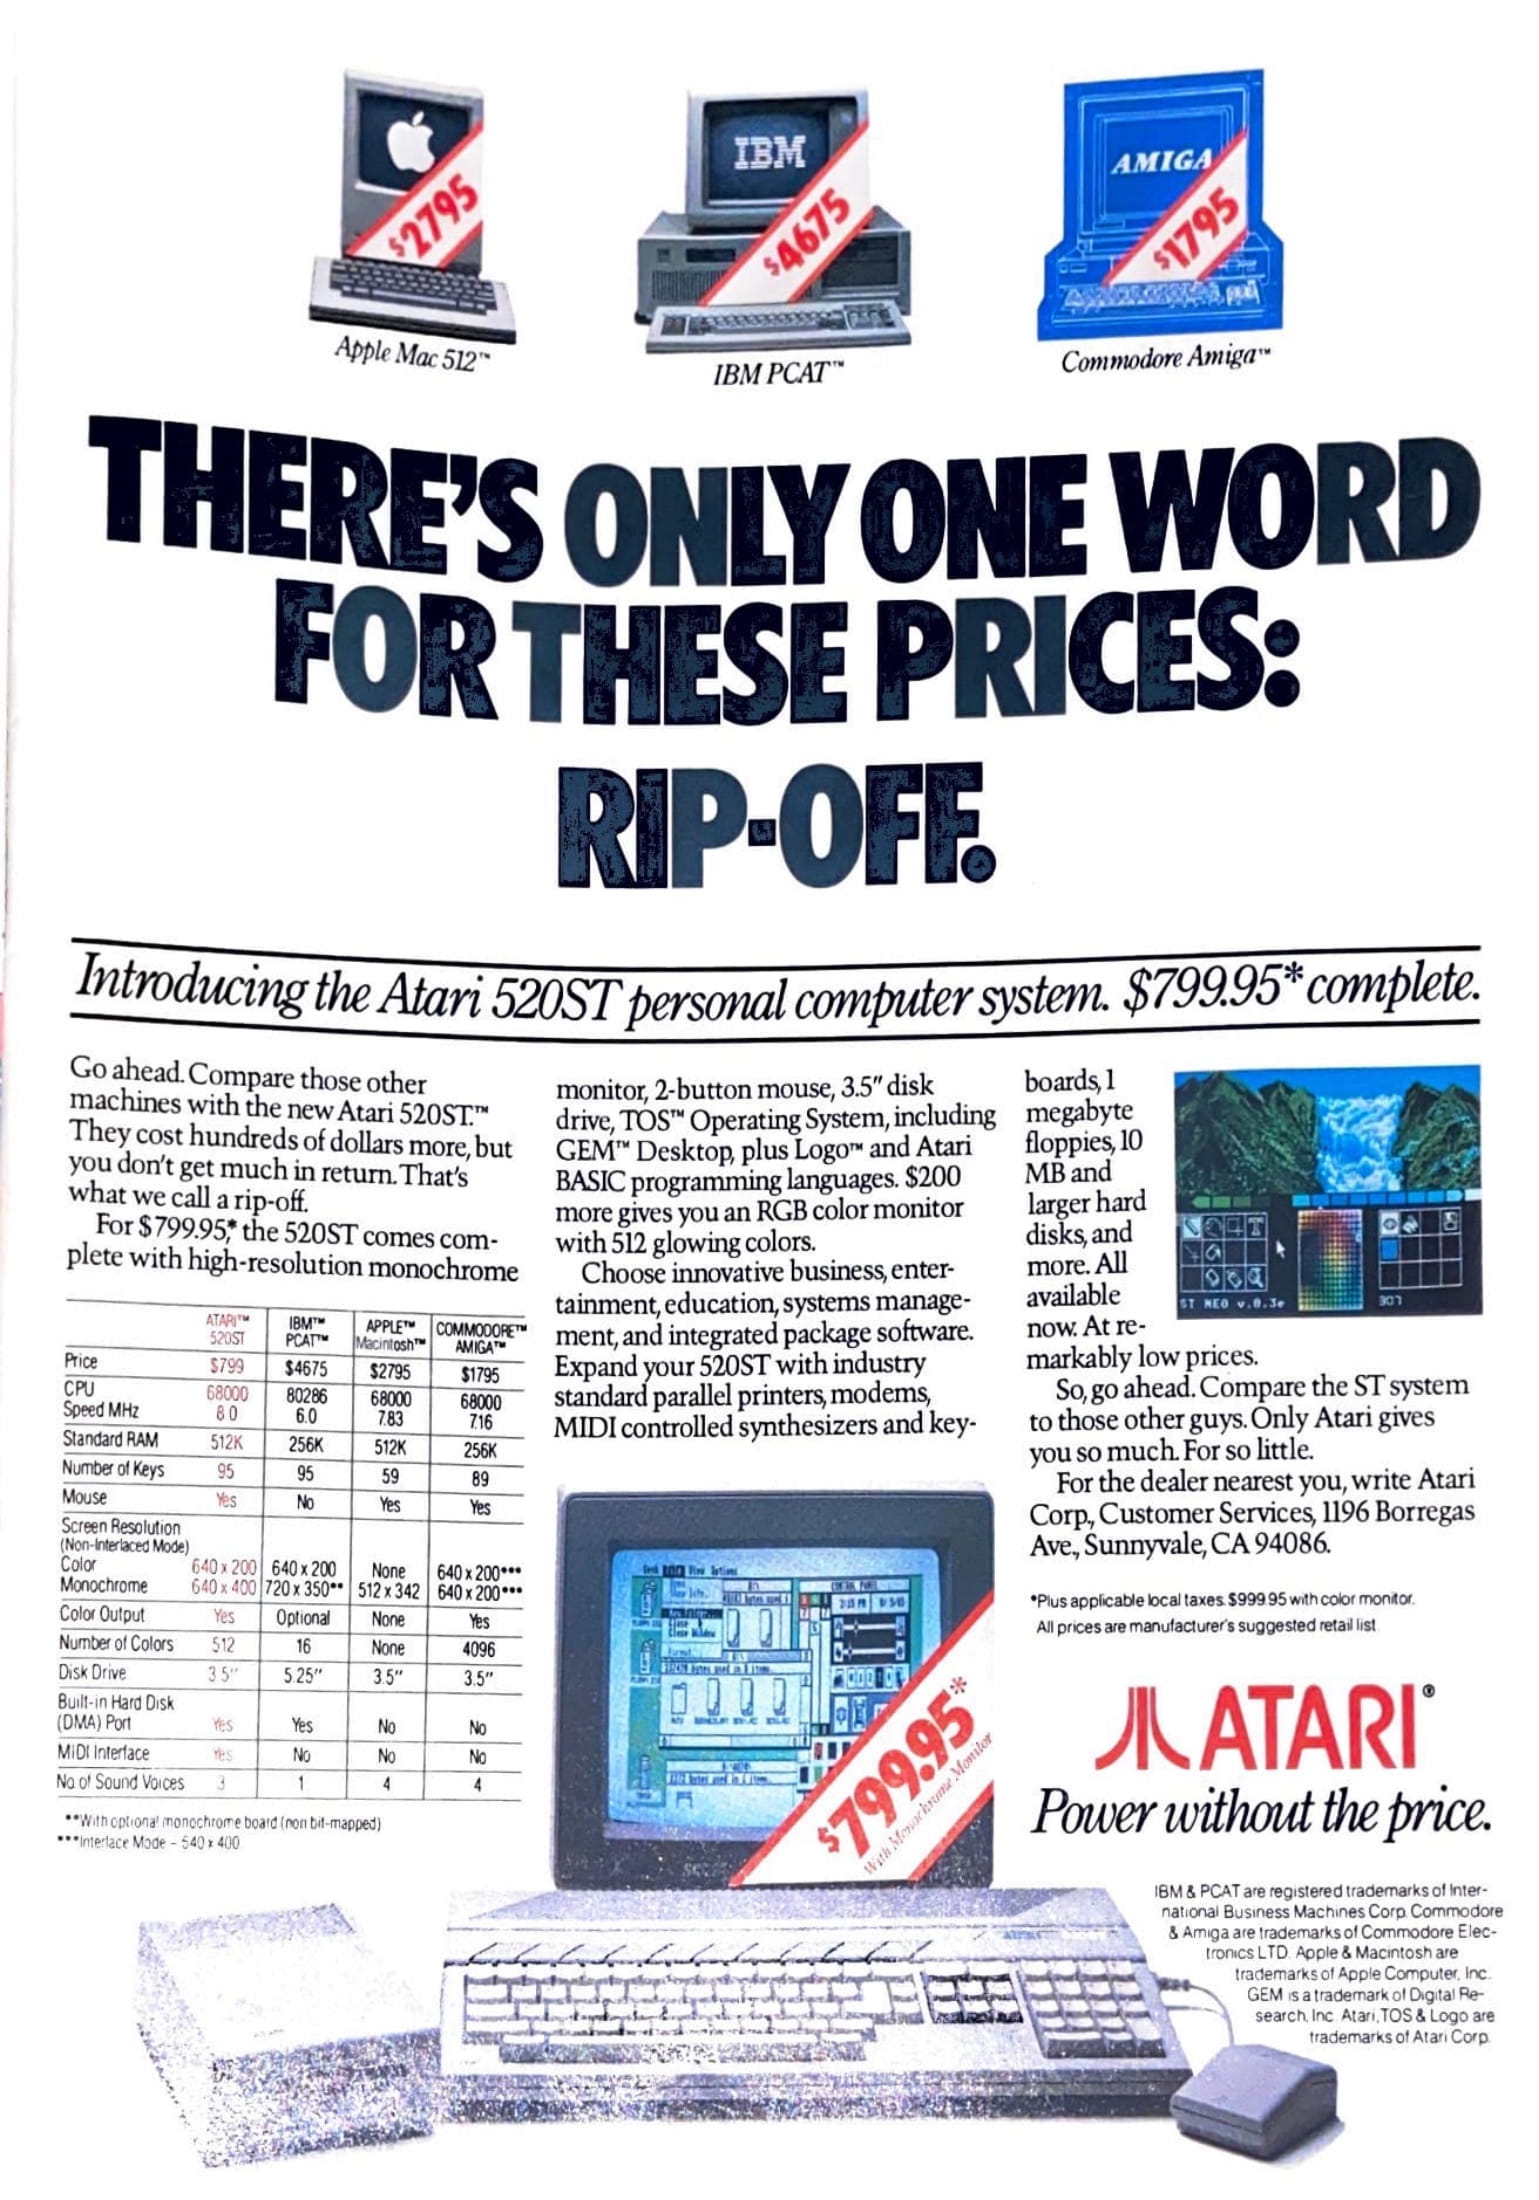 $2795
IBM
$4675
AMIGA
$1795
Apple Mac 512™
IBM PCAT™
Commodore Amiga™
THERE'S ONLY ONE WORD
FOR THESE PRICES:
RIP-OFF.
Introducing the Atari 520ST personal computer system. $799.95* complete.
Go ahead. Compare those other
machines with the new Atari 520ST.™
They cost hundreds of dollars more, but
you don't get much in return. That's
what we call a rip-off.
For $799.95,* the 520ST comes com-
plete with high-resolution monochrome
monitor, 2-button mouse, 3.5" disk
drive, TOS™ Operating System, including
GEM™ Desktop, plus Logo™ and Atari
BASIC programming languages. $200
more gives you an RGB color monitor
with 512 glowing colors.
Choose innovative business, enter-
tainment, education, systems manage-
ment, and integrated package software.
Expand your 520ST with industry
standard parallel printers, modems,
MIDI controlled synthesizers and key-
boards, 1
megabyte
floppies, 10
MB and
larger hard
disks, and
more. All
available
now. At re-
markably low prices.
So, go ahead. Compare the ST system
to those other guys. Only Atari gives
you so much. For so little.
For the dealer nearest you, write Atari
Corp., Customer Services, 1196 Borregas
Ave., Sunnyvale, CA 94086.
*Plus applicable local taxes. $999.95 with color monitor.
All prices are manufacturer's suggested retail list.
ST NEO v.0.3e
307
ATARI™ IBM™ APPLE™ COMMODORE™
520ST PCAT™ Macintosh™ AMIGA™
Price $799 $4675 $2795 $1795
CPU 68000 80286 68000 68000
Speed MHz 8.0 6.0 7.83 7.16
Standard RAM 512K 256K 512K 256K
Number of Keys 95 95 59 89
Mouse Yes No Yes Yes
Screen Resolution
(Non-Interlaced Mode)
Color 640 x 200 640 x 200 None 640 x 200***
Monochrome 640 x 400 720 x 350** 512 x 342 640 x 200***
Color Output Yes Optional None Yes
Number of Colors 512 16 None 4096
Disk Drive 3.5" 5.25" 3.5" 3.5"
Built-in Hard Disk
(DMA) Port Yes Yes No No
MIDI Interface Yes No No No
No. of Sound Voices 3 1 4 4
**With optional monochrome board (non bit-mapped)
***Interlace Mode - 640 x 400
Desk View Options
CONTROL PANEL
$799.95*
With Monochrome Monitor
ATARI®
Power without the price.
IBM & PCAT are registered trademarks of Inter-
national Business Machines Corp. Commodore
& Amiga are trademarks of Commodore Elec-
tronics LTD. Apple & Macintosh are
trademarks of Apple Computer, Inc.
GEM is a trademark of Digital Re-
search, Inc. Atari, TOS & Logo are
trademarks of Atari Corp.